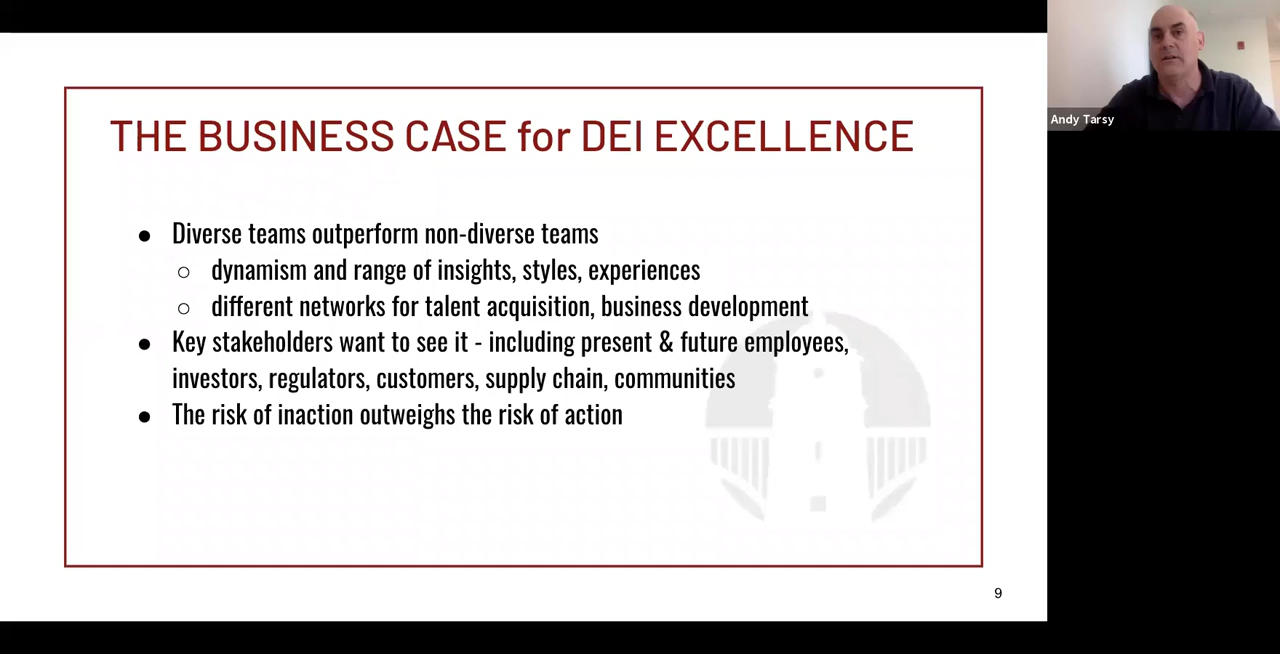 THE BUSINESS CASE for DEI EXCELLENCE
● Diverse teams outperform non-diverse teams
○ dynamism and range of insights, styles, experiences
○ different networks for talent acquisition, business development
● Key stakeholders want to see it - including present & future employees,
investors, regulators, customers, supply chain, communities
● The risk of inaction outweighs the risk of action
9
Andy Tarsy